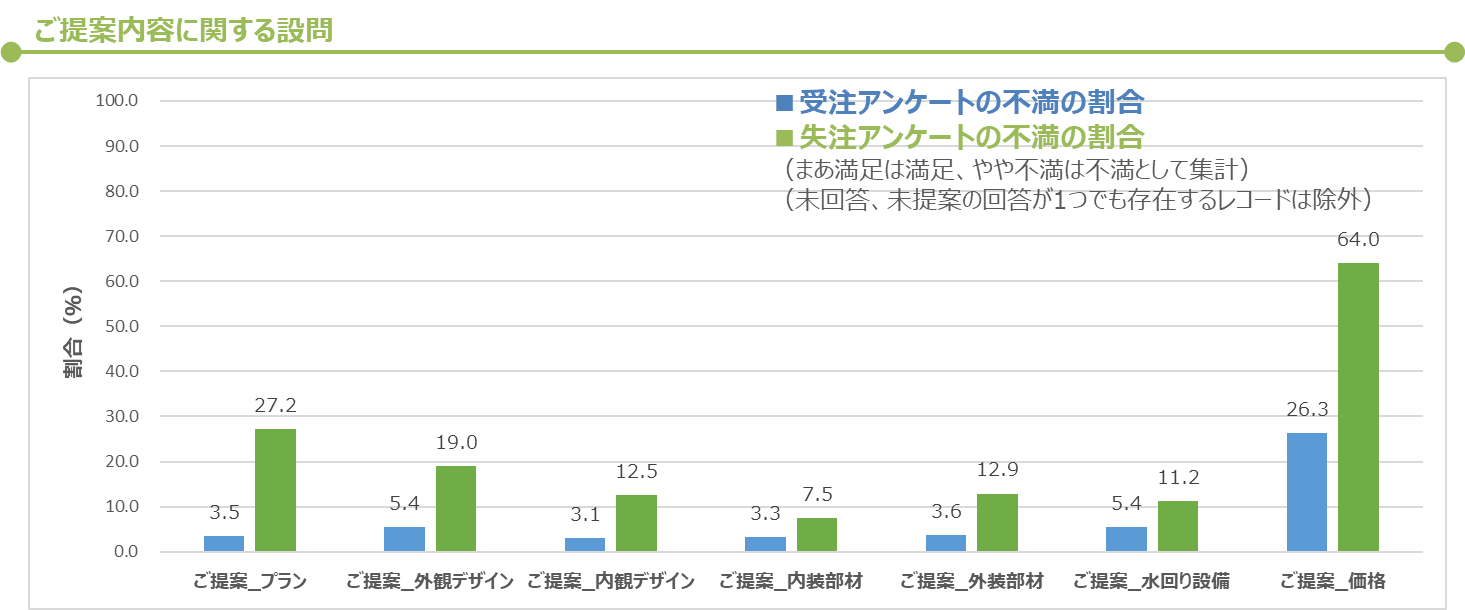 ご提案内容に関する設問
■受注アンケートの不満の割合
■失注アンケートの不満の割合
（まあ満足は満足、やや不満は不満として集計）
（未回答、未提案の回答が1つでも存在するレコードは除外）
割合（%）
100.0
90.0
80.0
70.0
60.0
50.0
40.0
30.0
20.0
10.0
0.0
3.5
27.2
5.4
19.0
3.1
12.5
3.3
7.5
3.6
12.9
5.4
11.2
26.3
64.0
ご提案_プラン
ご提案_外観デザイン
ご提案_内観デザイン
ご提案_内装部材
ご提案_外装部材
ご提案_水回り設備
ご提案_価格